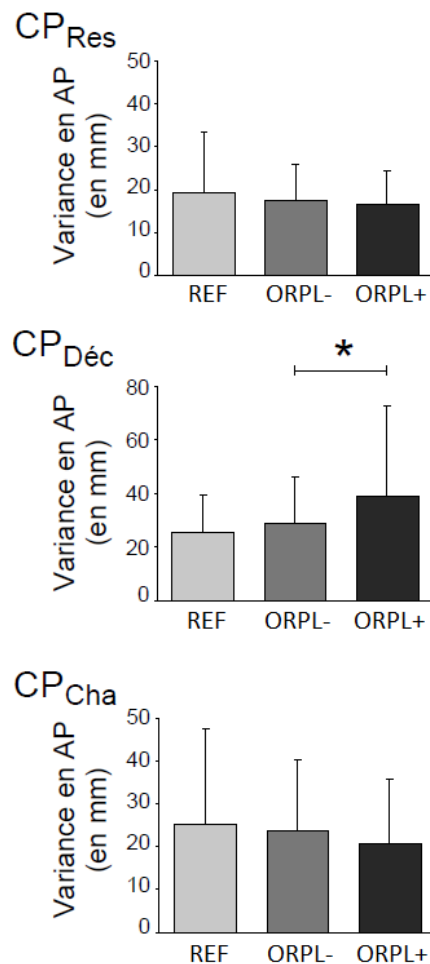 CPRes
Variance en AP
(en mm)
50
40
30
20
10
0
REF ORPL- ORPL+
CPDéc
*
Variance en AP
(en mm)
80
60
40
20
0
REF ORPL- ORPL+
CPCha
Variance en AP
(en mm)
50
40
30
20
10
0
REF ORPL- ORPL+